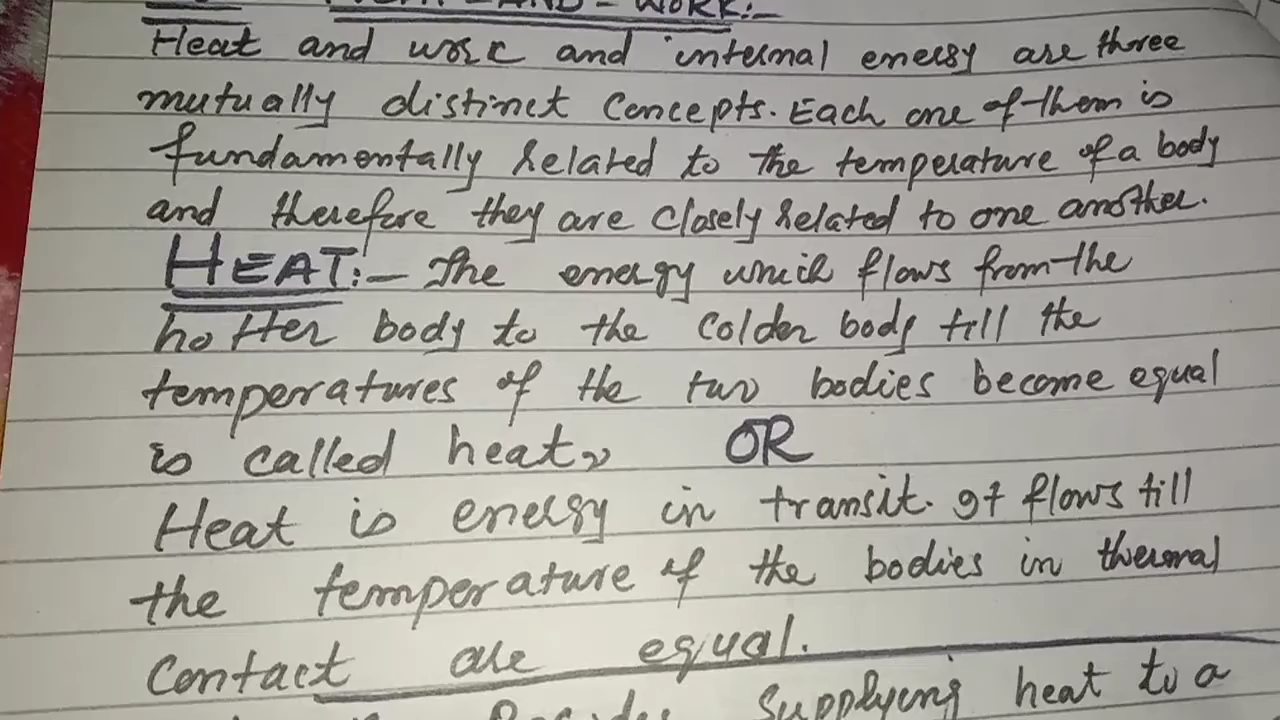 HEAT - AND - WORK:-
Heat and work and internal energy are three
mutually distinct concepts. Each one of them is
fundamentally related to the temperature of a body
and therefore they are closely related to one another.
HEAT:- The energy which flows from the
hotter body to the colder body till the
temperatures of the two bodies become equal
is called heat, OR
Heat is energy in transit. It flows till
the temperature of the bodies in thermal
Contact are equal.
Besides Supplying heat to a